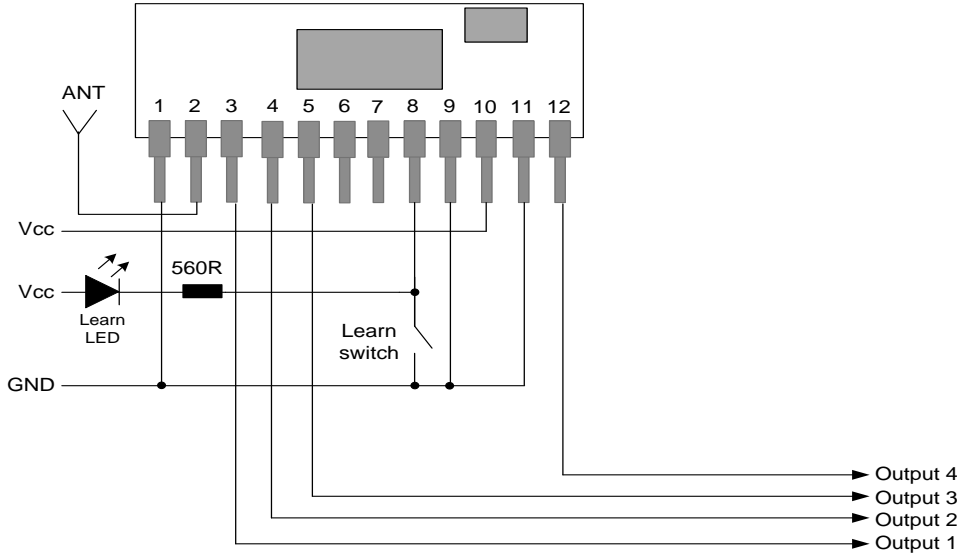 ANT
1 2 3 4 5 6 7 8 9 10 11 12
Vcc
560R
Vcc
Learn
LED
Learn
switch
GND
Output 4
Output 3
Output 2
Output 1